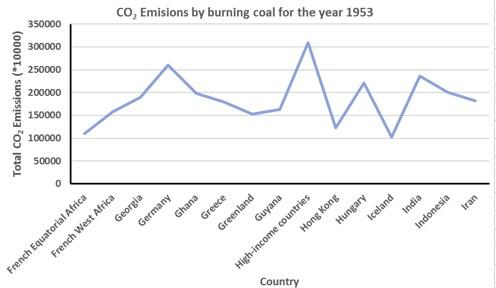 CO₂ Emisions by burning coal for the year 1953
Total CO₂ Emissions (*10000)
350000
300000
250000
200000
150000
100000
50000
0
French Equatorial Africa
French West Africa
Georgia
Germany
Ghana
Greece
Greenland
Guyana
High-income countries
Hong Kong
Hungary
Iceland
India
Indonesia
Iran
Country